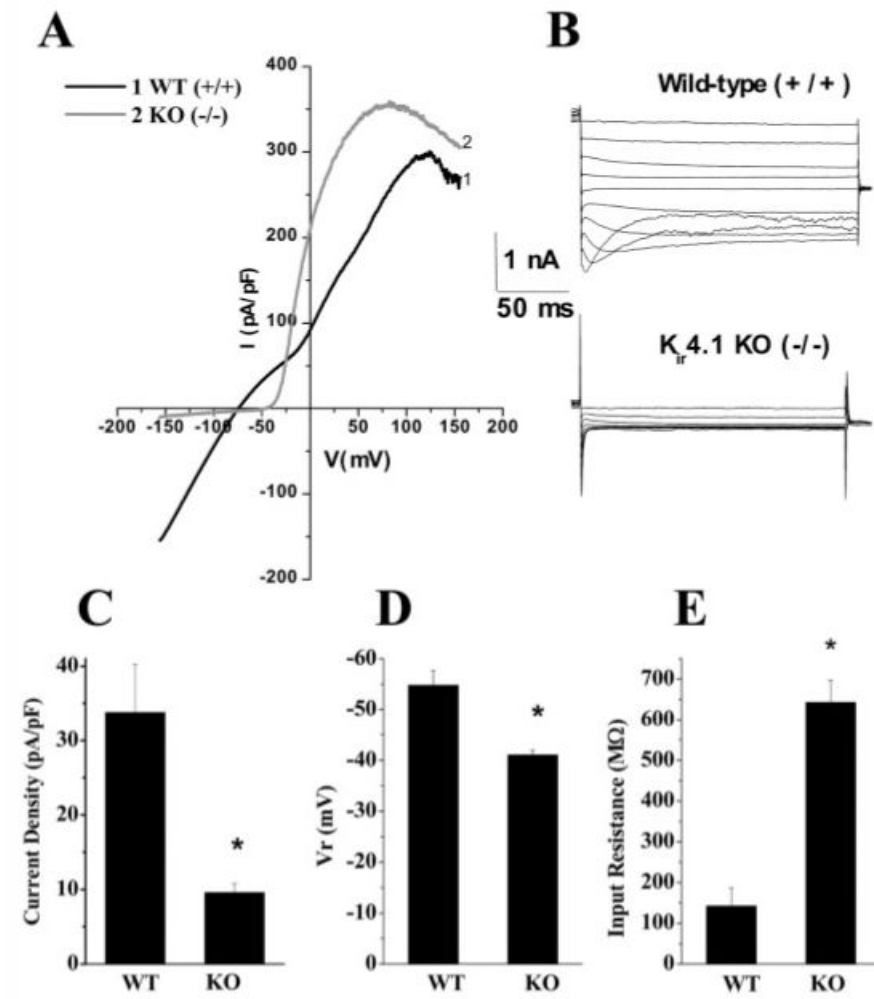 A
1 WT (+/+)
2 KO (-/-)
400
300
200
100
-100
-200
-200 -150 -100 -50 0 50 100 150 200
I (pA/pF)
V(mV)
2
1
B
Wild-type (+/+)
1 nA
50 ms
Kir4.1 KO (-/-)
C
Current Density (pA/pF)
40
30
20
10
0
*
WT KO
D
Vr (mV)
-60
-50
-40
-30
-20
-10
0
*
WT KO
E
Input Resistance (MΩ)
700
600
500
400
300
200
100
0
*
WT KO